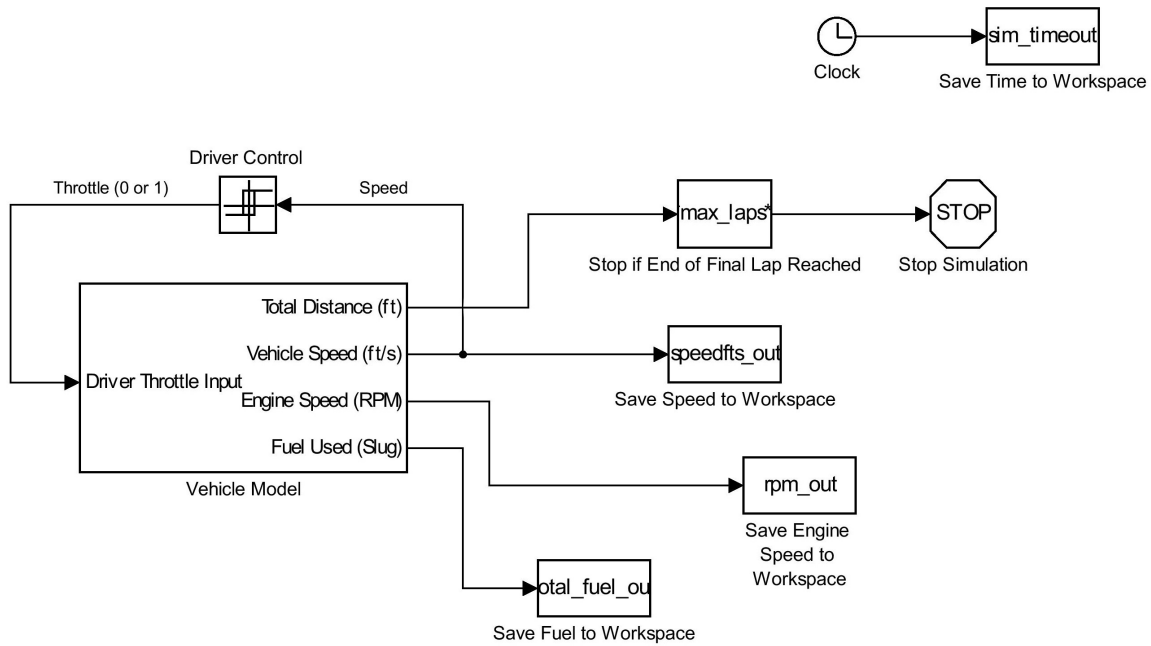 sim_timeout
Clock
Save Time to Workspace
Driver Control
Throttle (0 or 1)
Speed
max_laps*
STOP
Stop if End of Final Lap Reached
Stop Simulation
Total Distance (ft)
Vehicle Speed (ft/s)
speedfts_out
Driver Throttle Input
Save Speed to Workspace
Engine Speed (RPM)
Fuel Used (Slug)
Vehicle Model
rpm_out
Save Engine
Speed to
Workspace
otal_fuel_ou
Save Fuel to Workspace